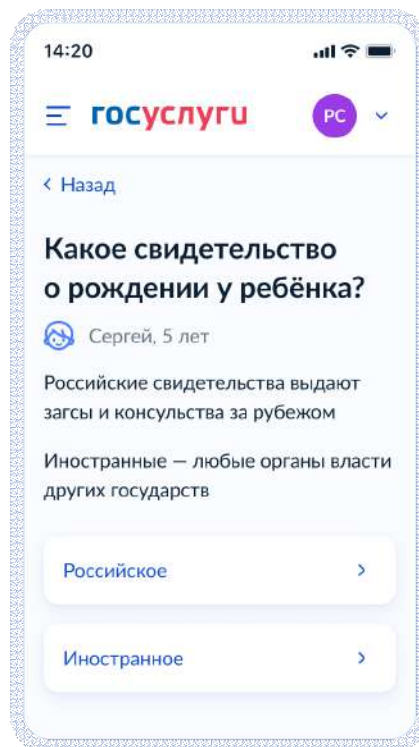 14:20
госуслуги
РС
Назад
Какое свидетельство
о рождении у ребёнка?
Сергей, 5 лет
Российские свидетельства выдают
загсы и консульства за рубежом
Иностранные — любые органы власти
других государств
Российское
Иностранное